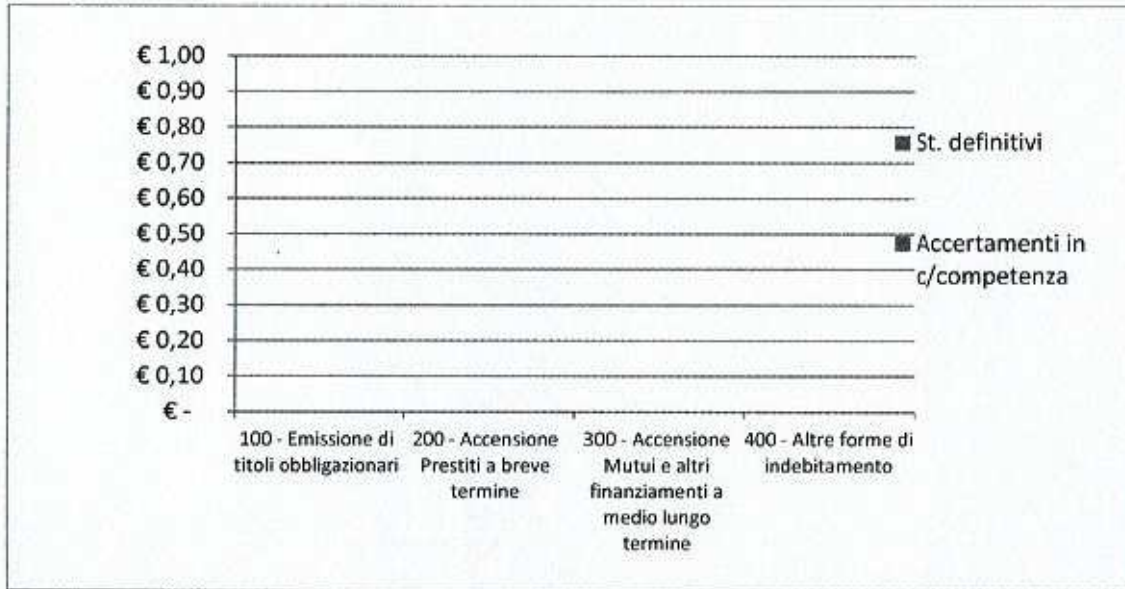 € 1,00
€ 0,90
€ 0,80
€ 0,70
€ 0,60
€ 0,50
€ 0,40
€ 0,30
€ 0,20
€ 0,10
€ -
100 - Emissione di
titoli obbligazionari
200 - Accensione
Prestiti a breve
termine
300 - Accensione
Mutui e altri
finanziamenti a
medio lungo
termine
400 - Altre forme di
indebitamento
St. definitivi
Accertamenti in
c/competenza